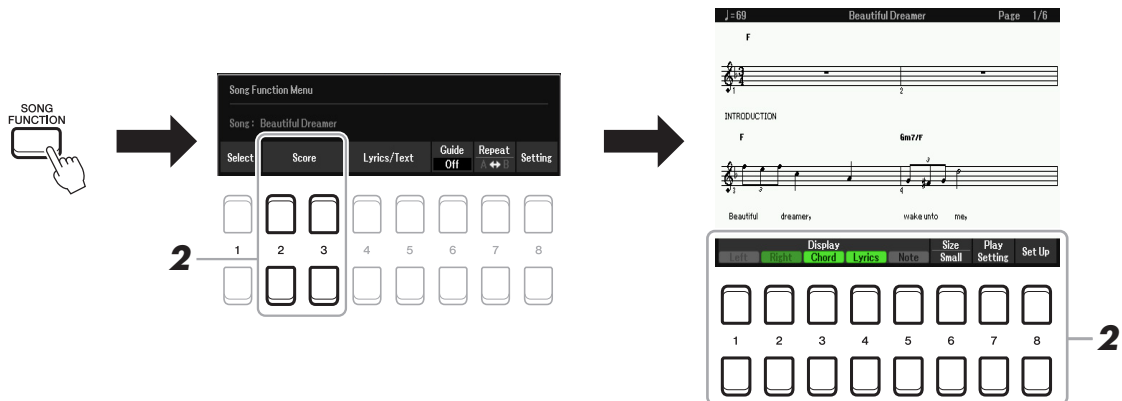 SONG
FUNCTION
Song Function Menu
Song : Beautiful Dreamer
Select
Score
Lyrics/Text
Guide
Off
Repeat
A ↔ B
Setting
1 2 3 4 5 6 7 8
2
♩=69 Beautiful Dreamer Page 1/6
F
3
4
1 2
INTRODUCTION
F Gm7/F
3
1 3 4 3
Beautiful dreamer, wake unto me,
Display
Left Right Chord Lyrics Note
Size
Small
Play
Setting
Set Up
1 2 3 4 5 6 7 8
2